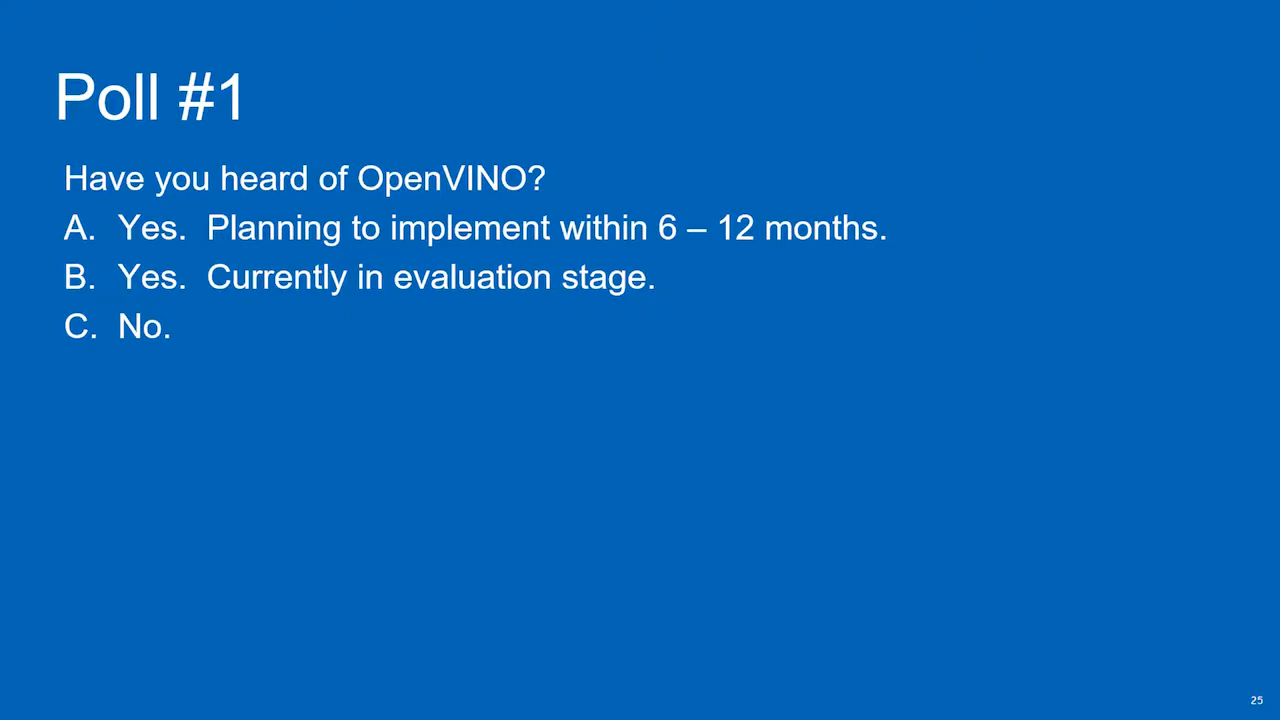 Poll #1
Have you heard of OpenVINO?
A. Yes. Planning to implement within 6 – 12 months.
B. Yes. Currently in evaluation stage.
C. No.
25